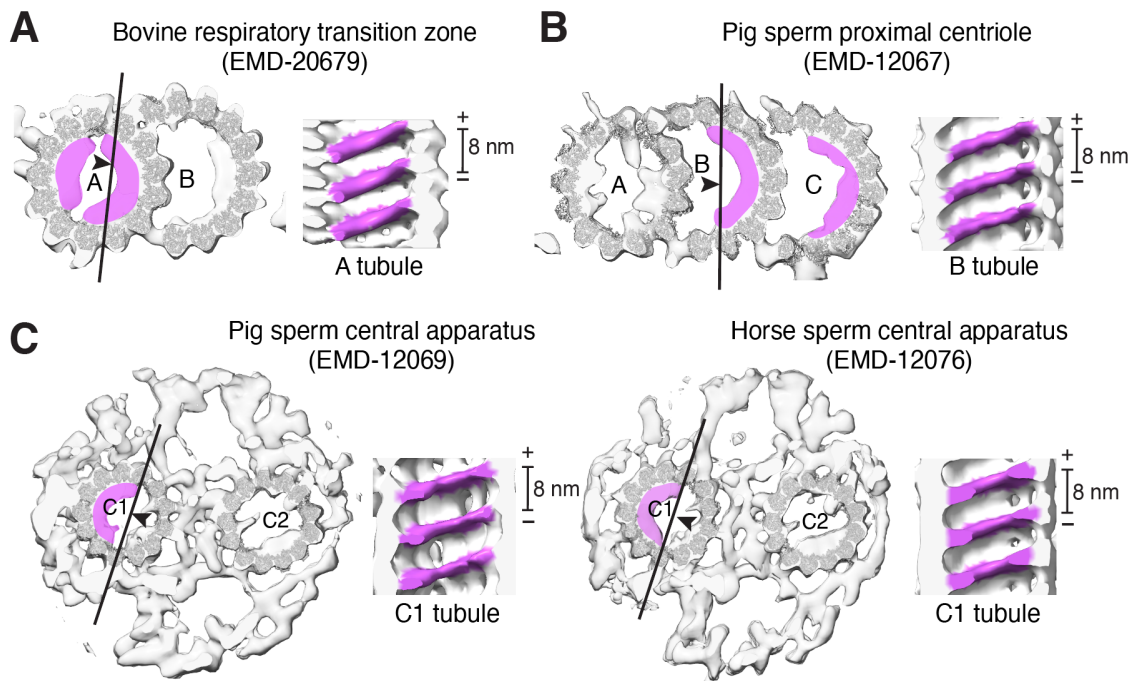 A
Bovine respiratory transition zone
(EMD-20679)
A
B
+
8 nm
–
A tubule
B
Pig sperm proximal centriole
(EMD-12067)
A
B
C
+
8 nm
–
B tubule
C
Pig sperm central apparatus
(EMD-12069)
C1
C2
+
8 nm
–
C1 tubule
Horse sperm central apparatus
(EMD-12076)
C1
C2
+
8 nm
–
C1 tubule